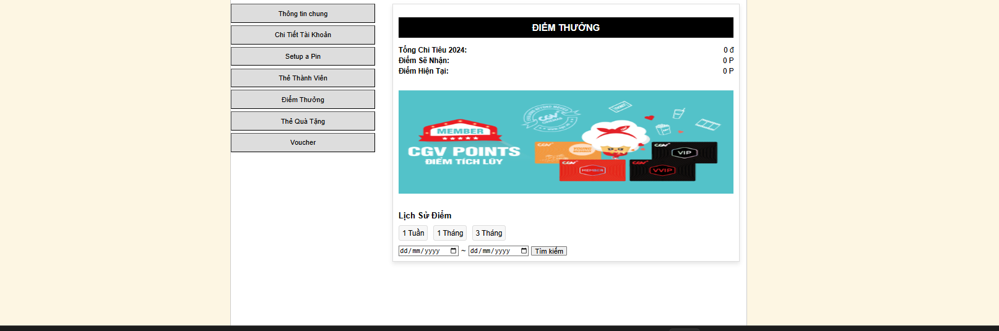 Thông tin chung
Chi Tiết Tài Khoản
Setup a Pin
Thẻ Thành Viên
Điểm Thưởng
Thẻ Quà Tặng
Voucher
ĐIỂM THƯỞNG
Tổng Chi Tiêu 2024: 0 đ
Điểm Sẽ Nhận: 0 P
Điểm Hiện Tại: 0 P
MEMBER
CGV POINTS
ĐIỂM TÍCH LŨY
CGV
CINEMAS
TICKET
CGV
YOUNG
MEMBER
CGV
MEMBER
CGV
VIP
CGV
VVIP
Lịch Sử Điểm
1 Tuần 1 Tháng 3 Tháng
dd/mm/yyyy ~ dd/mm/yyyy Tìm kiếm